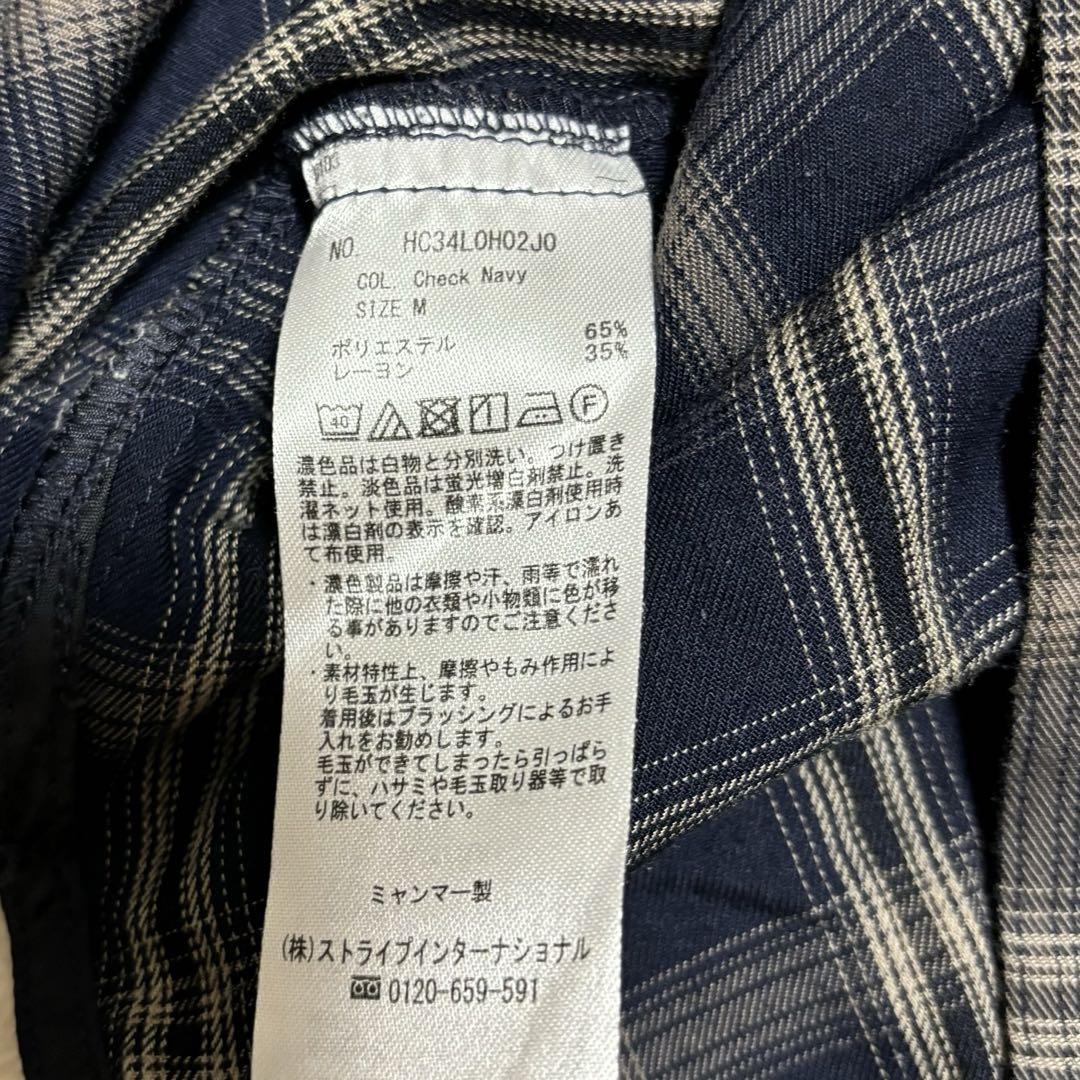 NO. HC34L0H02J0
COL. Check Navy
SIZE M
ポリエステル 65%
レーヨン 35%
40 F
濃色品は白物と分別洗い。つけ置き
禁止。淡色品は蛍光増白剤禁止。洗
濯ネット使用。酸素系漂白剤使用時
は漂白剤の表示を確認。アイロンあ
て布使用。
・濃色製品は摩擦や汗、雨等で濡れ
た際に他の衣類や小物類に色が移
る事がありますのでご注意くださ
い。
・素材特性上、摩擦やもみ作用によ
り毛玉が生じます。
着用後はブラッシングによるお手
入れをお勧めします。
毛玉ができてしまったら引っぱら
ずに、ハサミや毛玉取り器等で取
り除いてください。
ミャンマー製
(株)ストライプインターナショナル
0120-659-591